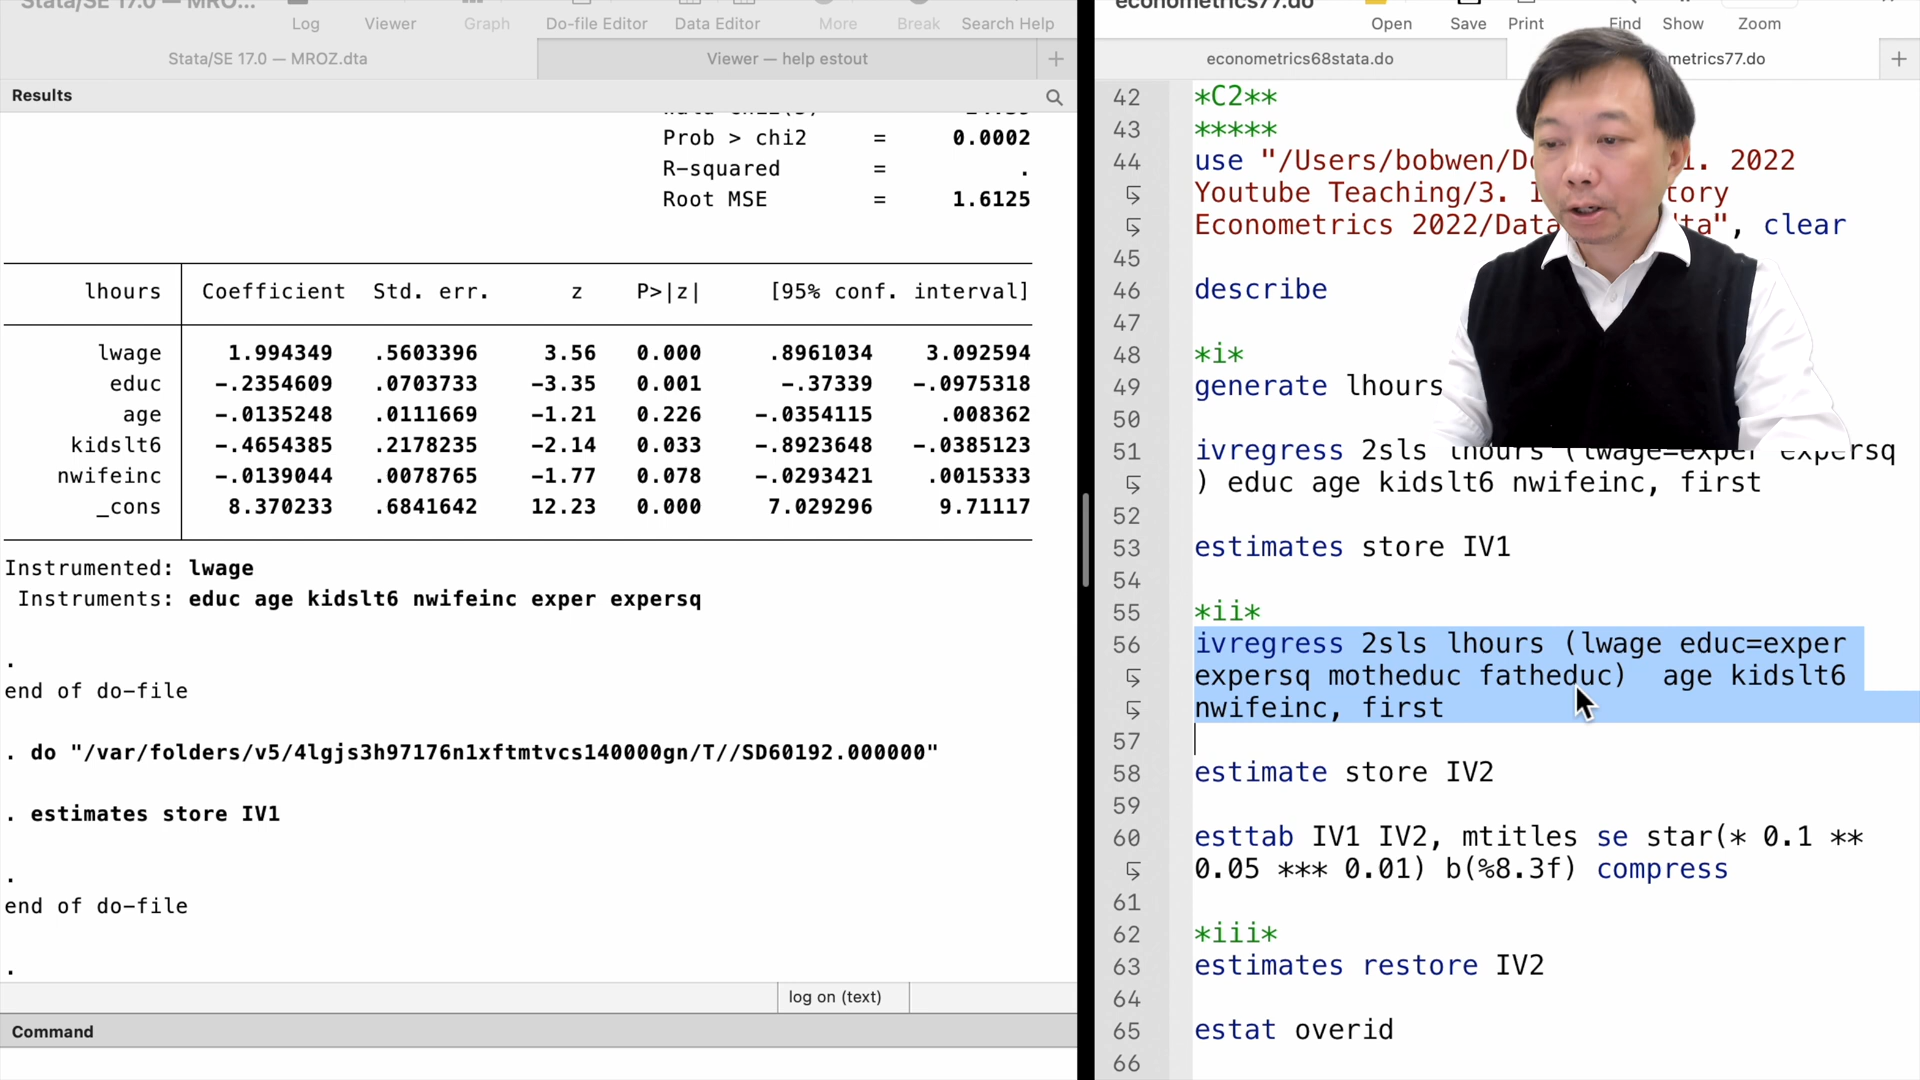 Stata/SE 17.0 — MRO...
Log Viewer Graph Do-file Editor Data Editor More Break Search Help
Stata/SE 17.0 — MROZ.dta Viewer — help estout +
Results
Prob > chi2 = 0.0002
R-squared = .
Root MSE = 1.6125
lhours Coefficient Std. err. z P>|z| [95% conf. interval]
lwage 1.994349 .5603396 3.56 0.000 .8961034 3.092594
educ -.2354609 .0703733 -3.35 0.001 -.37339 -.0975318
age -.0135248 .0111669 -1.21 0.226 -.0354115 .008362
kidslt6 -.4654385 .2178235 -2.14 0.033 -.8923648 -.0385123
nwifeinc -.0139044 .0078765 -1.77 0.078 -.0293421 .0015333
_cons 8.370233 .6841642 12.23 0.000 7.029296 9.71117
Instrumented: lwage
Instruments: educ age kidslt6 nwifeinc exper expersq
.
end of do-file
. do "/var/folders/v5/4lgjs3h97176n1xftmtvcs140000gn/T//SD60192.000000"
. estimates store IV1
.
end of do-file
.
log on (text)
Command
econometrics77.do
Open Save Print Find Show Zoom
econometrics68stata.do metrics77.do +
42 *C2**
43 *****
44 use "/Users/bobwen/Do 1. 2022
Youtube Teaching/3. tory
Econometrics 2022/Data ta", clear
45
46 describe
47
48 *i*
49 generate lhours
50
51 ivregress 2sls lhours (lwage=exper expersq
) educ age kidslt6 nwifeinc, first
52
53 estimates store IV1
54
55 *ii*
56 ivregress 2sls lhours (lwage educ=exper
expersq motheduc fatheduc) age kidslt6
nwifeinc, first
57
58 estimate store IV2
59
60 esttab IV1 IV2, mtitles se star(* 0.1 **
0.05 *** 0.01) b(%8.3f) compress
61
62 *iii*
63 estimates restore IV2
64
65 estat overid
66